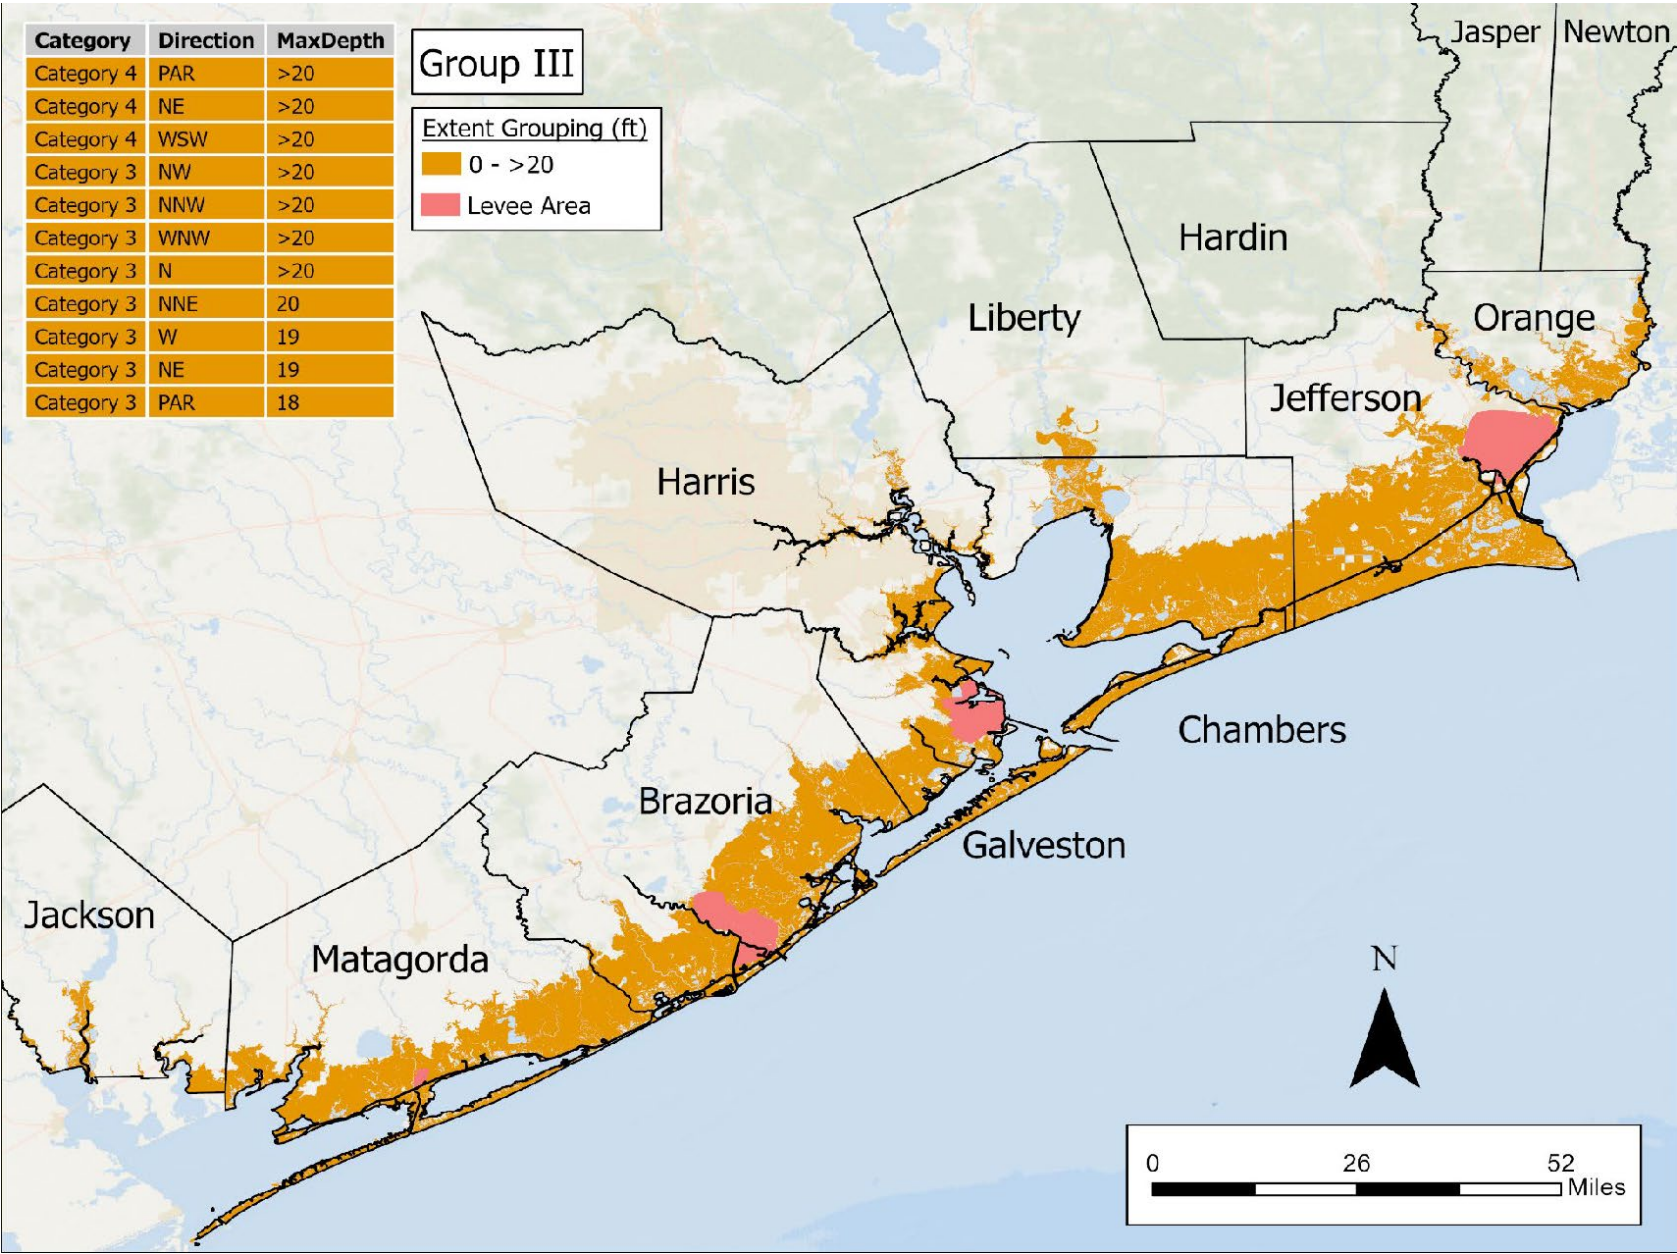 Category Direction MaxDepth
Category 4 PAR >20
Category 4 NE >20
Category 4 WSW >20
Category 3 NW >20
Category 3 NNW >20
Category 3 WNW >20
Category 3 N >20
Category 3 NNE 20
Category 3 W 19
Category 3 NE 19
Category 3 PAR 18
Group III
Extent Grouping (ft)
0 - >20
Levee Area
Jasper
Newton
Hardin
Liberty
Orange
Jefferson
Harris
Chambers
Brazoria
Galveston
Jackson
Matagorda
N
0 26 52
Miles